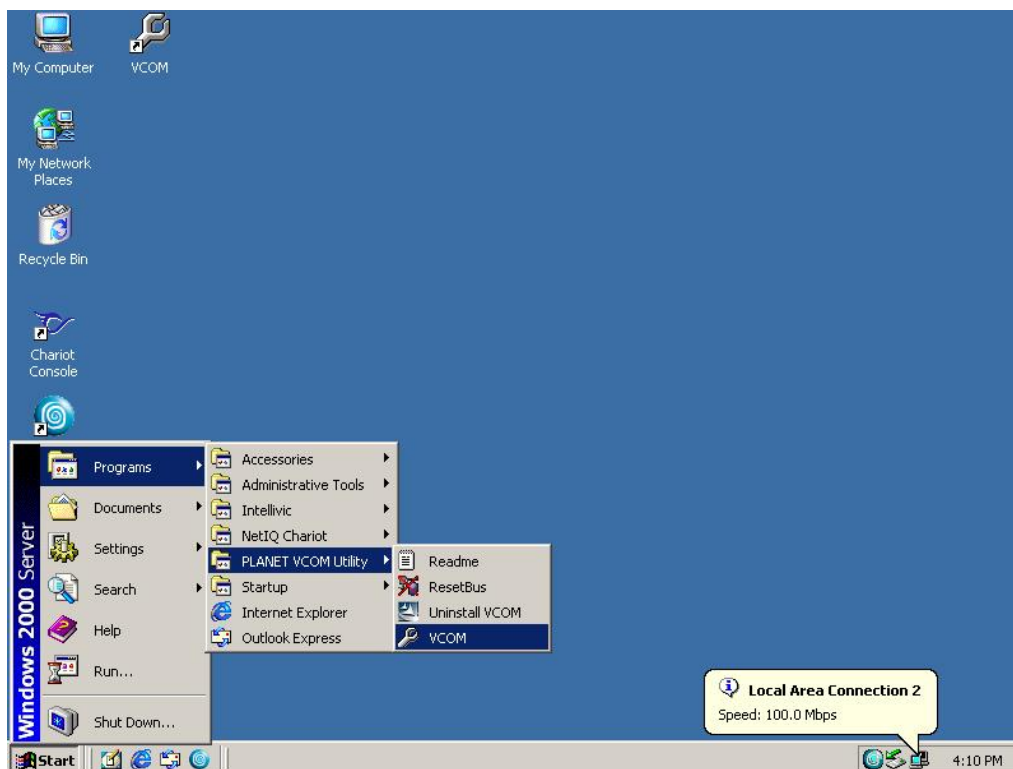 My Computer
VCOM
My Network
Places
Recycle Bin
Chariot
Console
Windows 2000 Server
Programs
Documents
Settings
Search
Help
Run...
Shut Down...
Accessories
Administrative Tools
Intellivic
NetIQ Chariot
PLANET VCOM Utility
Startup
Internet Explorer
Outlook Express
Readme
ResetBus
Uninstall VCOM
VCOM
Local Area Connection 2
Speed: 100.0 Mbps
Start
4:10 PM